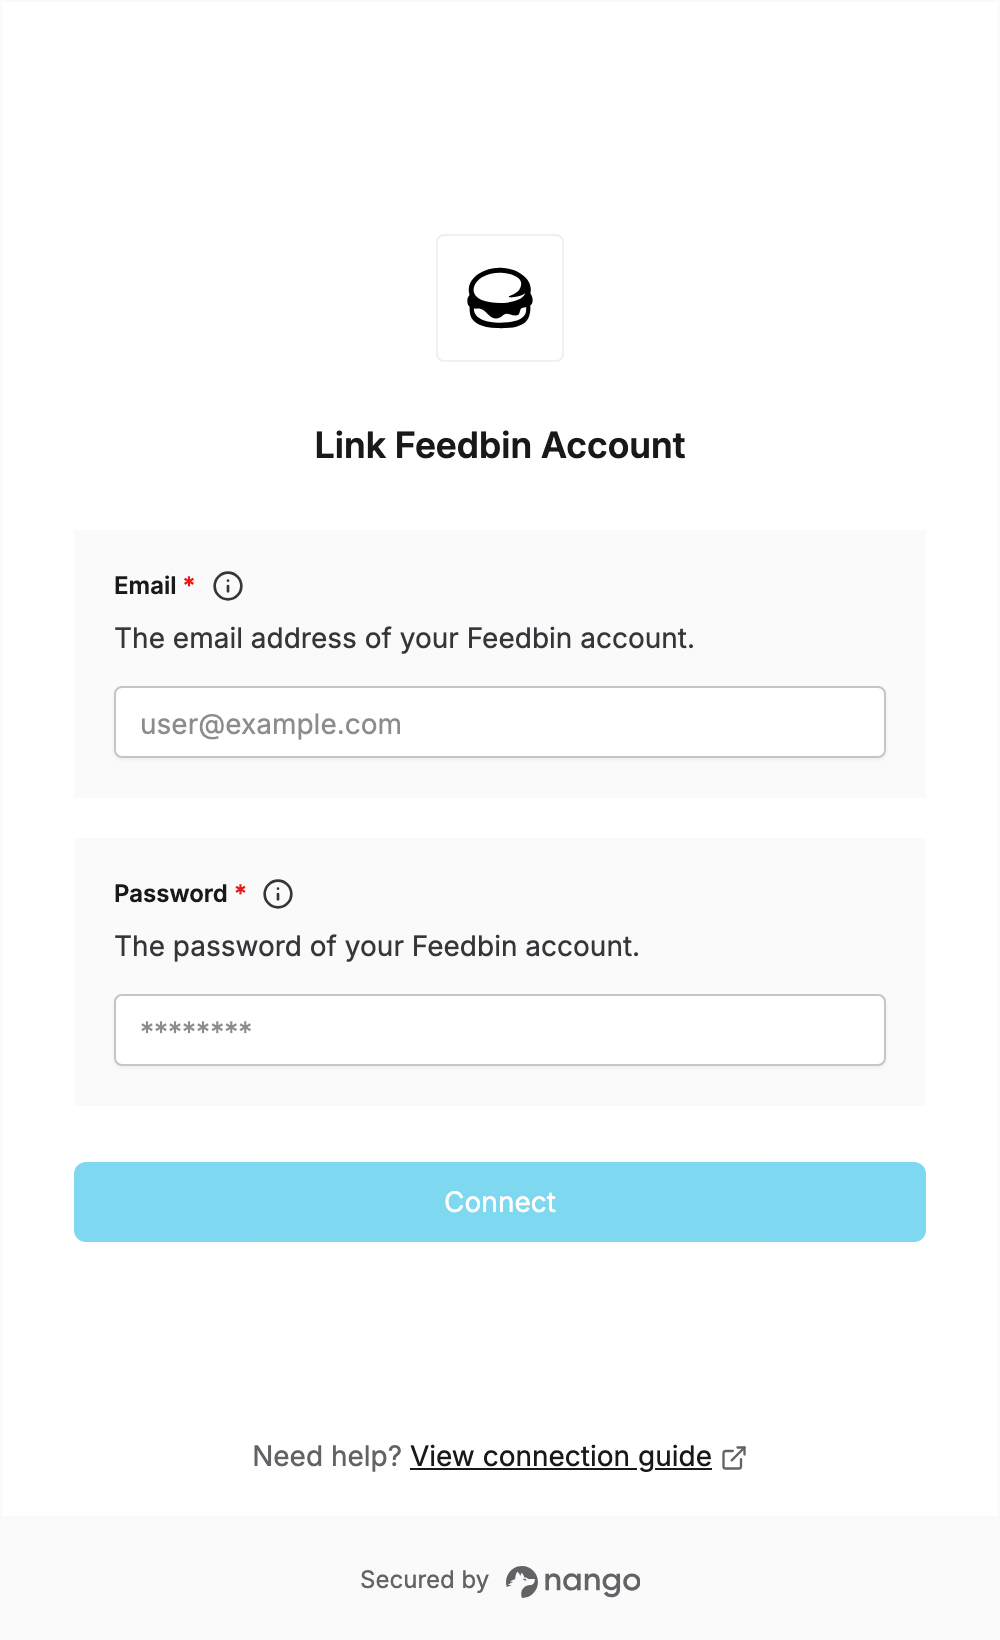 Link Feedbin Account
Email *
The email address of your Feedbin account.
user@example.com
Password *
The password of your Feedbin account.
********
Connect
Need help? View connection guide
Secured by nango